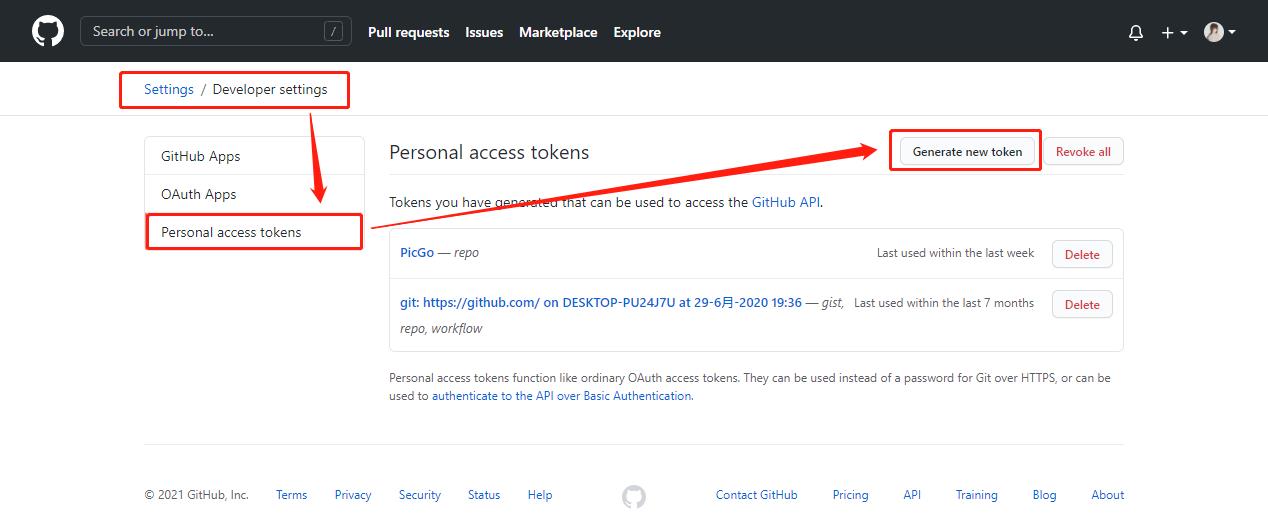 Search or jump to... /
Pull requests Issues Marketplace Explore
Settings / Developer settings
GitHub Apps
OAuth Apps
Personal access tokens
Personal access tokens
Generate new token
Revoke all
Tokens you have generated that can be used to access the GitHub API.
PicGo — repo
Last used within the last week
Delete
git: https://github.com/ on DESKTOP-PU24J7U at 29-6月-2020 19:36 — gist,
repo, workflow
Last used within the last 7 months
Delete
Personal access tokens function like ordinary OAuth access tokens. They can be used instead of a password for Git over HTTPS, or can be
used to authenticate to the API over Basic Authentication.
© 2021 GitHub, Inc. Terms Privacy Security Status Help Contact GitHub Pricing API Training Blog About